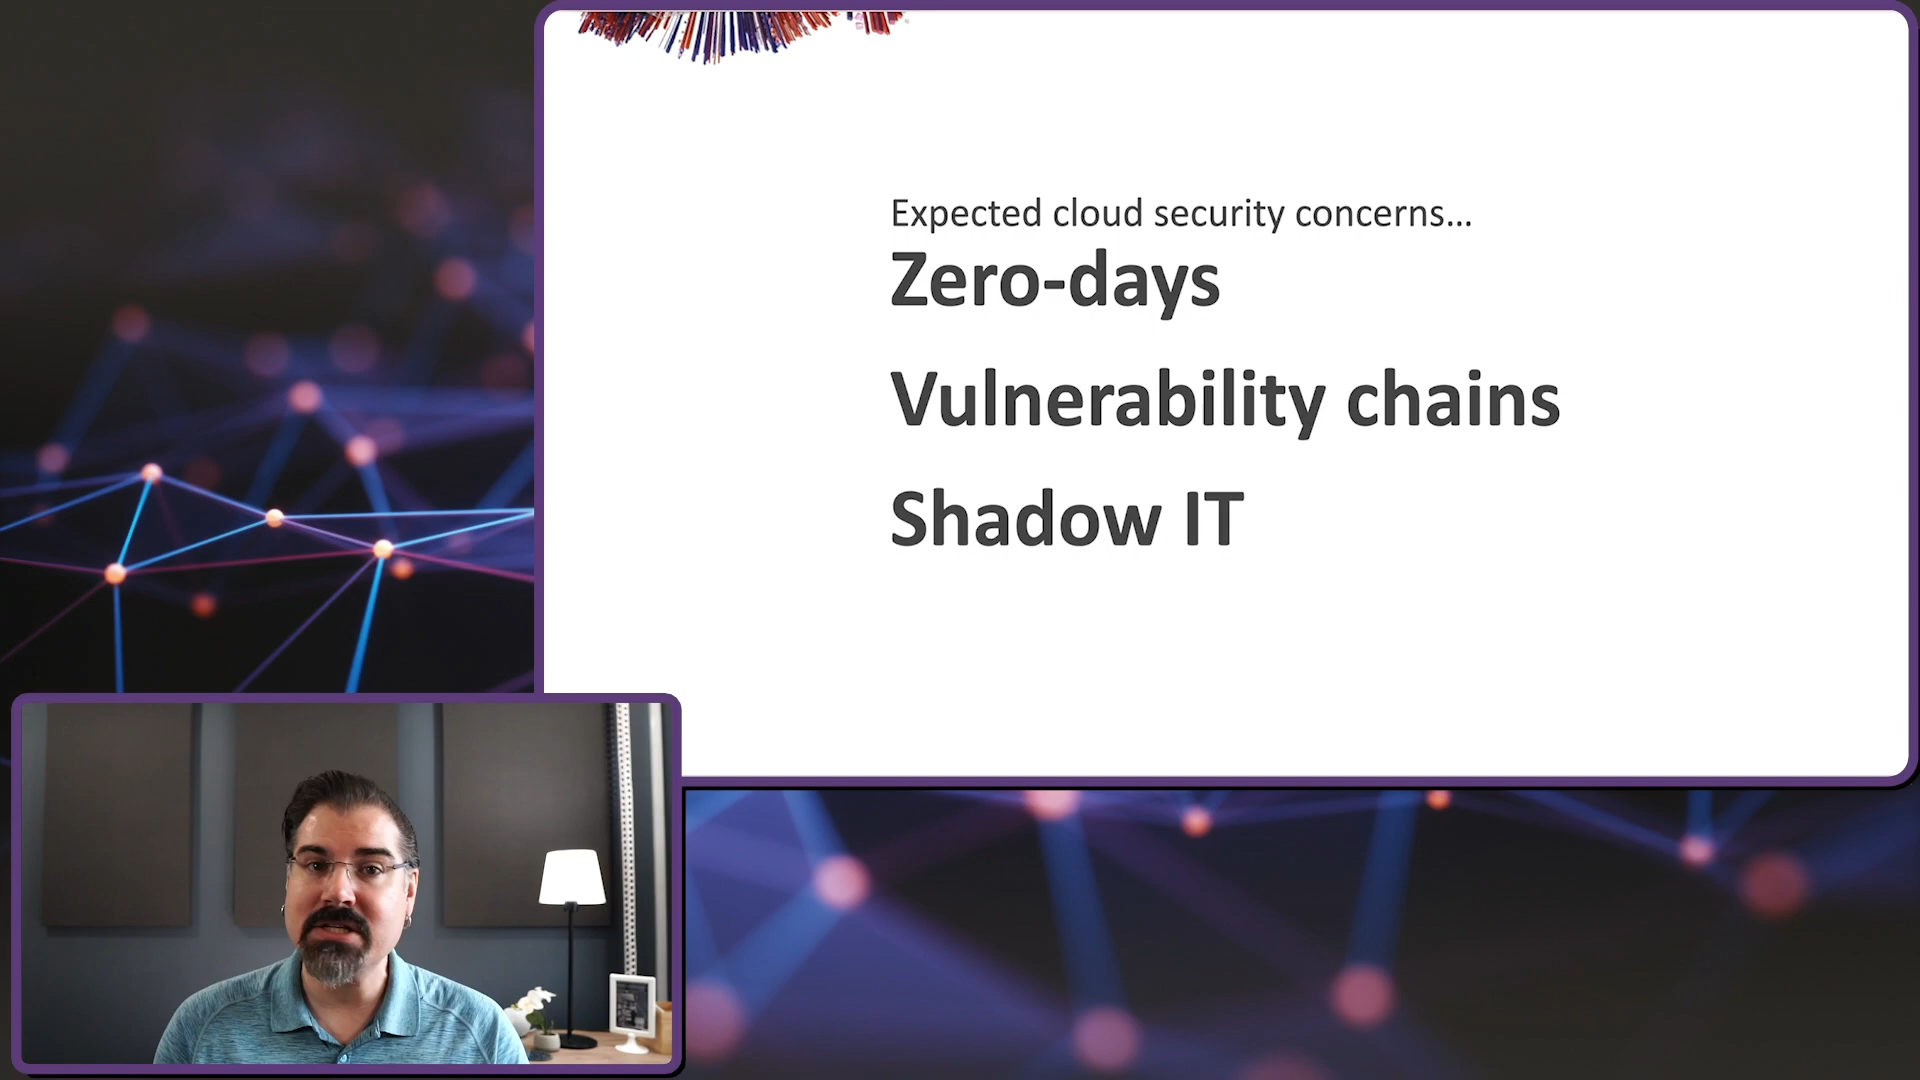 Expected cloud security concerns...
Zero-days
Vulnerability chains
Shadow IT